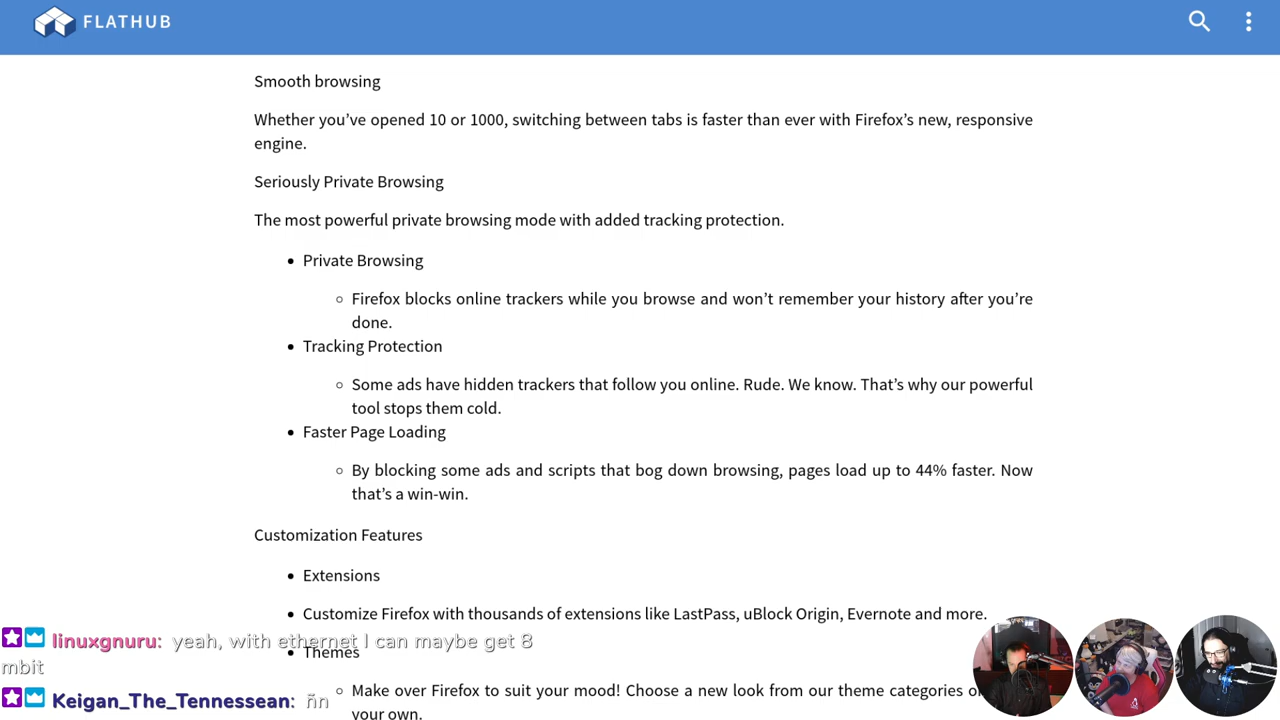 FLATHUB
Smooth browsing
Whether you've opened 10 or 1000, switching between tabs is faster than ever with Firefox's new, responsive
engine.
Seriously Private Browsing
The most powerful private browsing mode with added tracking protection.
• Private Browsing
◦ Firefox blocks online trackers while you browse and won't remember your history after you're
done.
• Tracking Protection
◦ Some ads have hidden trackers that follow you online. Rude. We know. That's why our powerful
tool stops them cold.
• Faster Page Loading
◦ By blocking some ads and scripts that bog down browsing, pages load up to 44% faster. Now
that's a win-win.
Customization Features
• Extensions
• Customize Firefox with thousands of extensions like LastPass, uBlock Origin, Evernote and more.
linuxgnuru: yeah, with ethernet I can maybe get 8
mbit
• Themes
◦ Make over Firefox to suit your mood! Choose a new look from our theme categories
your own.
Keigan_The_Tennessean: ñn